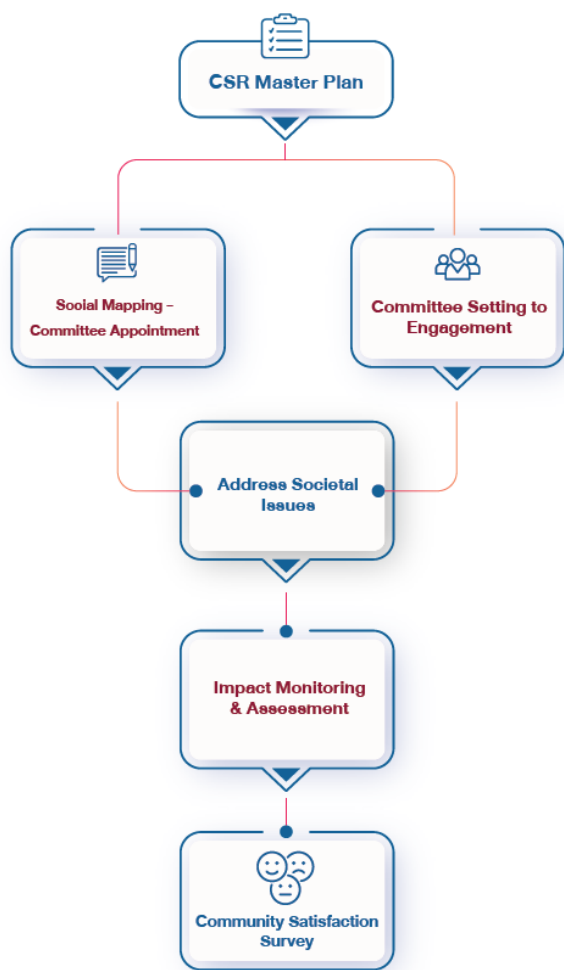 CSR Master Plan
Social Mapping –
Committee Appointment
Committee Setting to
Engagement
Address Societal
Issues
Impact Monitoring
& Assessment
Community Satisfaction
Survey